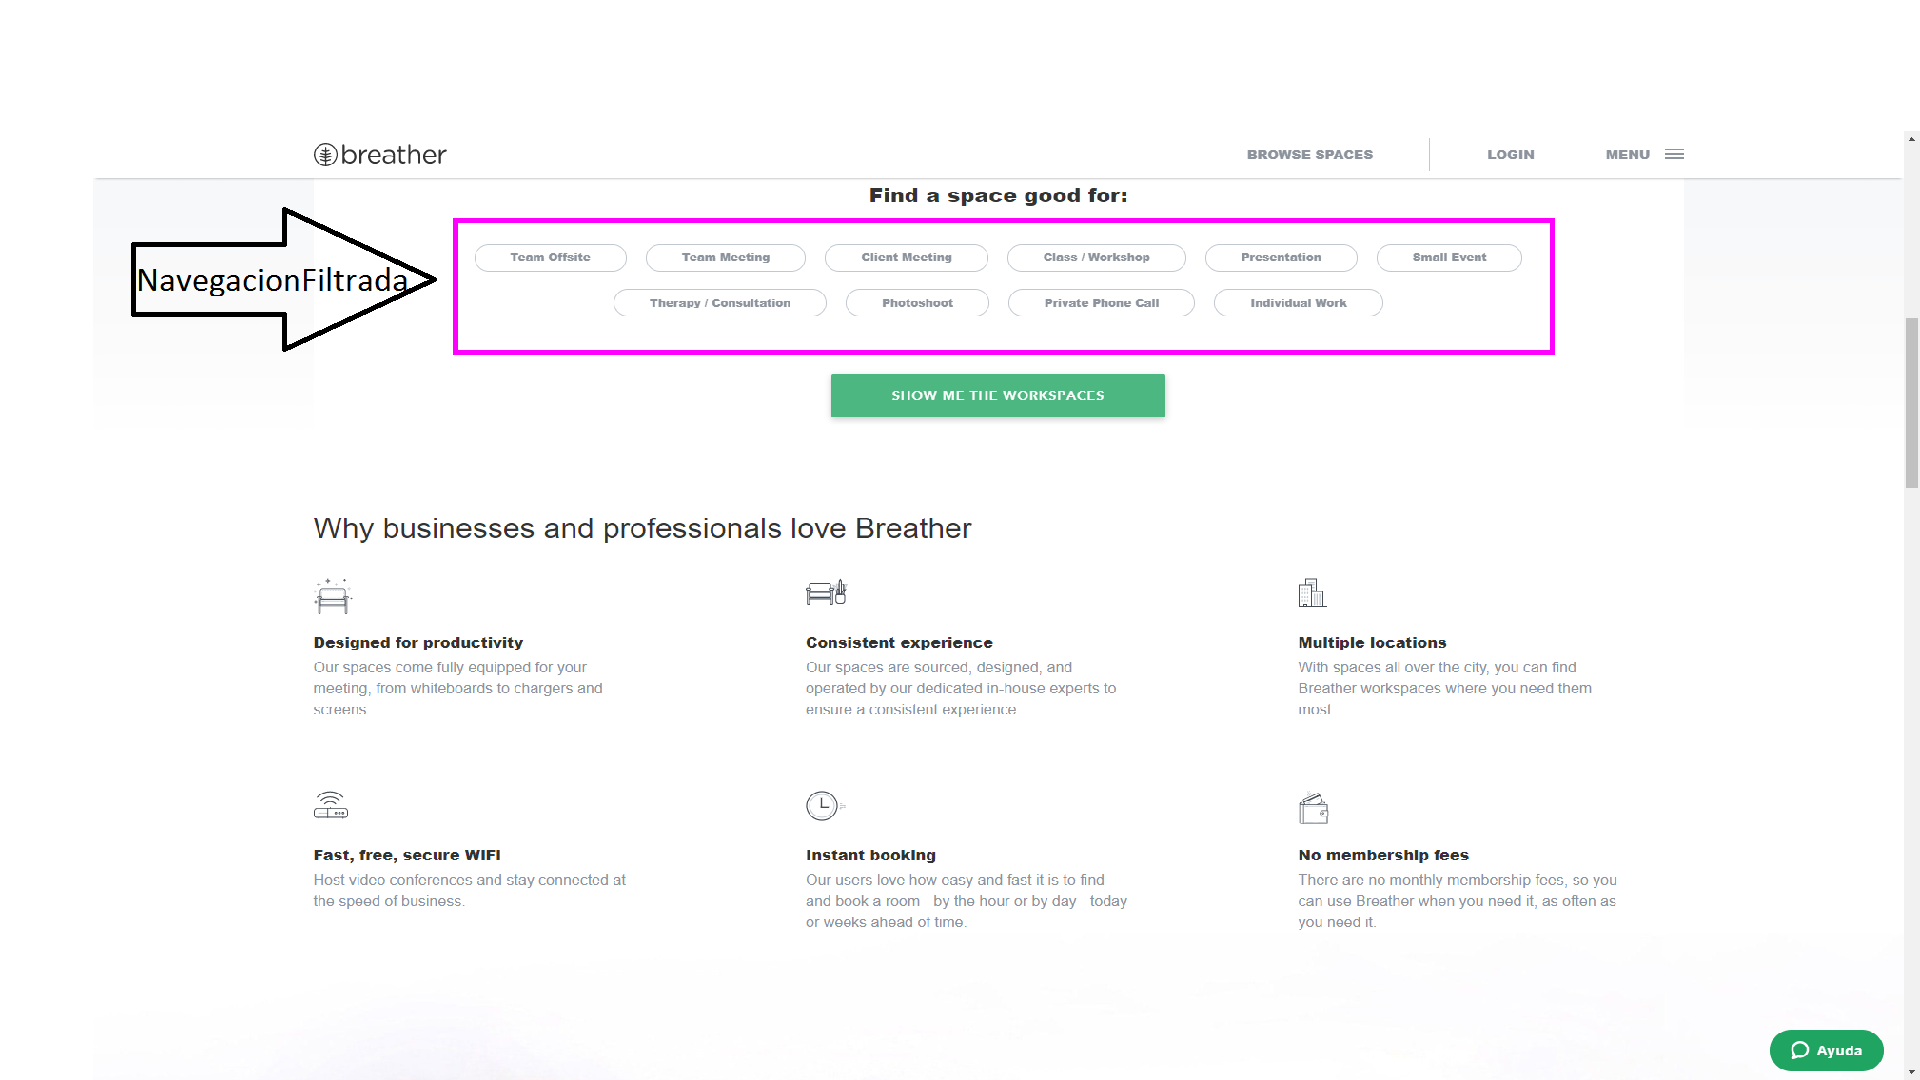 breather
BROWSE SPACES
LOGIN
MENU
Find a space good for:
NavegacionFiltrada
Team Offsite
Team Meeting
Client Meeting
Class / Workshop
Presentation
Small Event
Therapy / Consultation
Photoshoot
Private Phone Call
Individual Work
SHOW ME THE WORKSPACES
Why businesses and professionals love Breather
Designed for productivity
Our spaces come fully equipped for your
meeting, from whiteboards to chargers and
screens
Consistent experience
Our spaces are sourced, designed, and
operated by our dedicated in-house experts to
ensure a consistent experience
Multiple locations
With spaces all over the city, you can find
Breather workspaces where you need them
most
Fast, free, secure WIFI
Host video conferences and stay connected at
the speed of business.
Instant booking
Our users love how easy and fast it is to find
and book a room by the hour or by day today
or weeks ahead of time.
No membership fees
There are no monthly membership fees, so you
can use Breather when you need it, as often as
you need it.
Ayuda